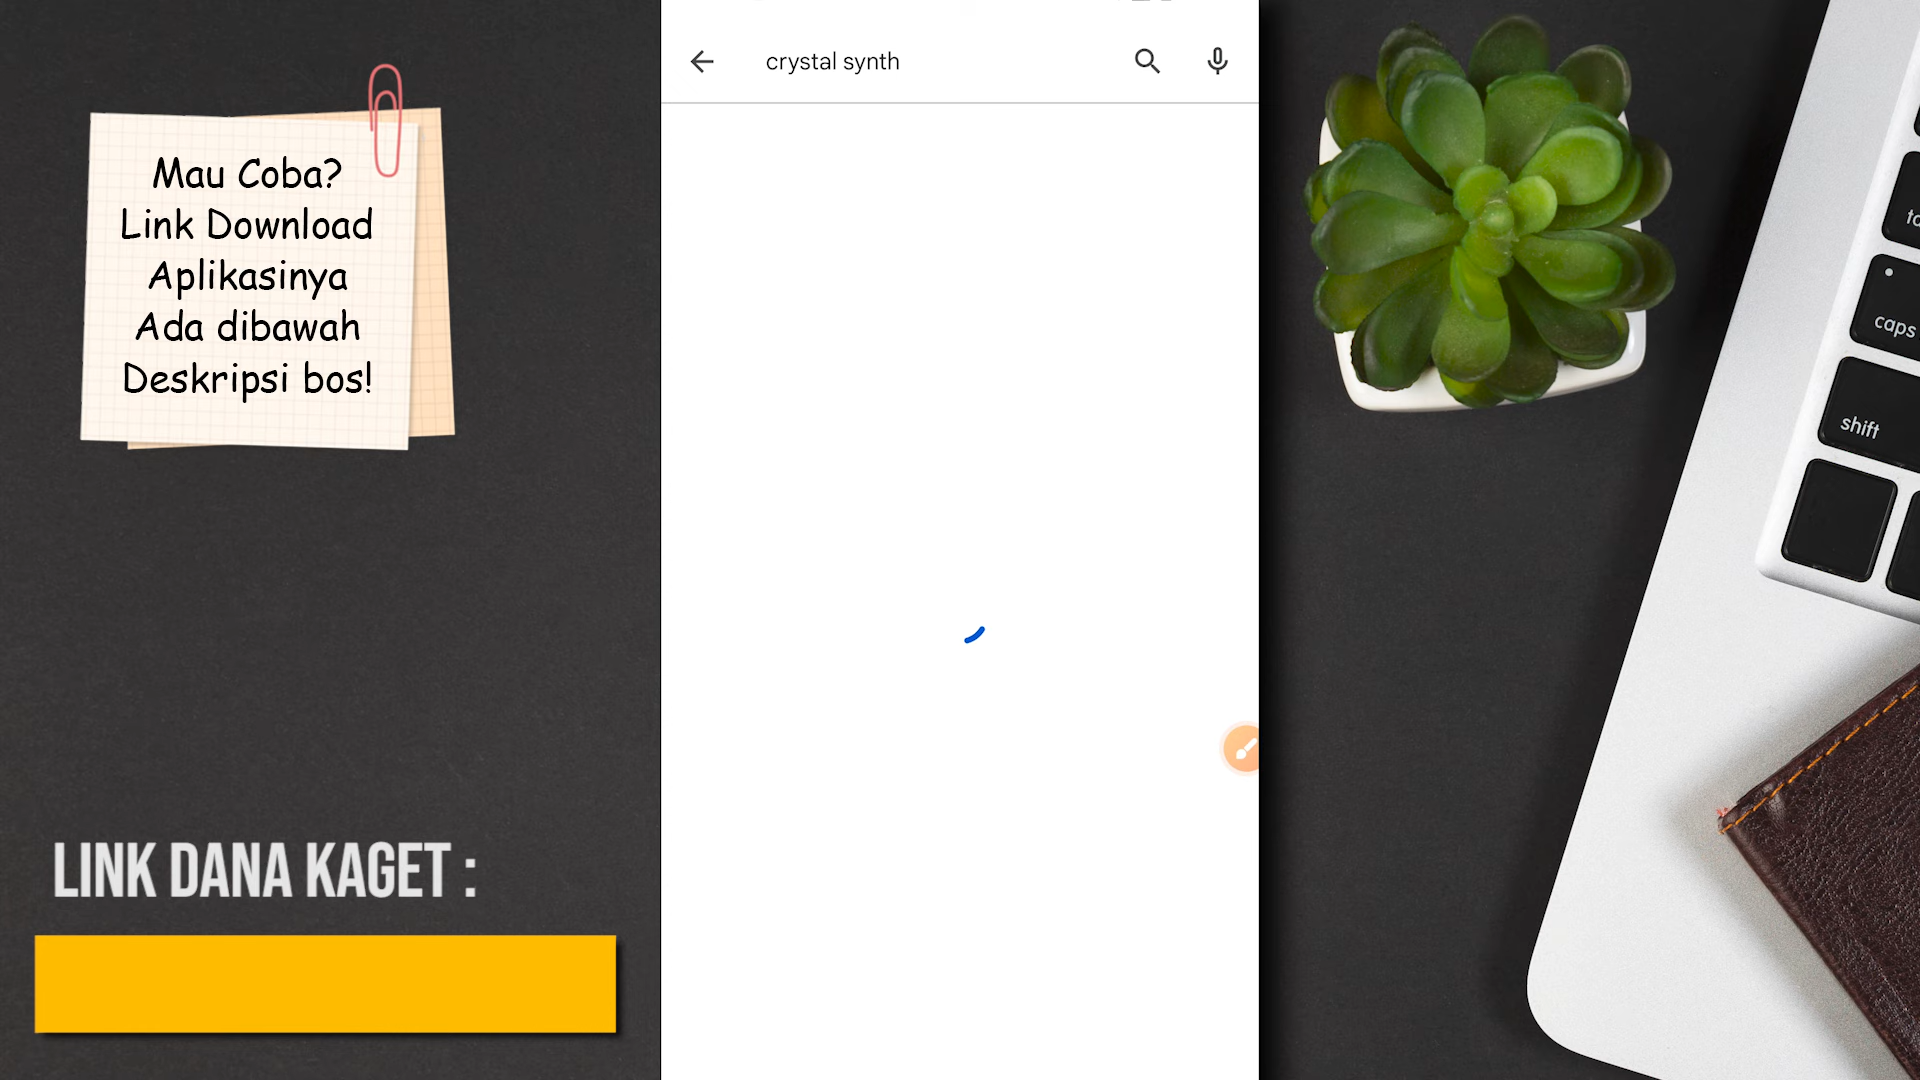 crystal synth
Mau Coba?
Link Download
Aplikasinya
Ada dibawah
Deskripsi bos!
LINK DANA KAGET :
caps
shift